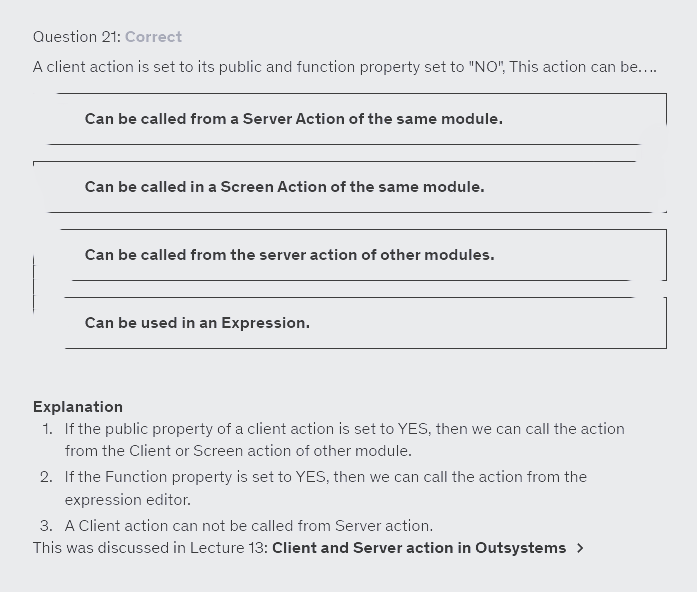 Question 21: Correct
A client action is set to its public and function property set to "NO", This action can be....
Can be called from a Server Action of the same module.
Can be called in a Screen Action of the same module.
Can be called from the server action of other modules.
Can be used in an Expression.
Explanation
1. If the public property of a client action is set to YES, then we can call the action
from the Client or Screen action of other module.
2. If the Function property is set to YES, then we can call the action from the
expression editor.
3. A Client action can not be called from Server action.
This was discussed in Lecture 13: Client and Server action in Outsystems >